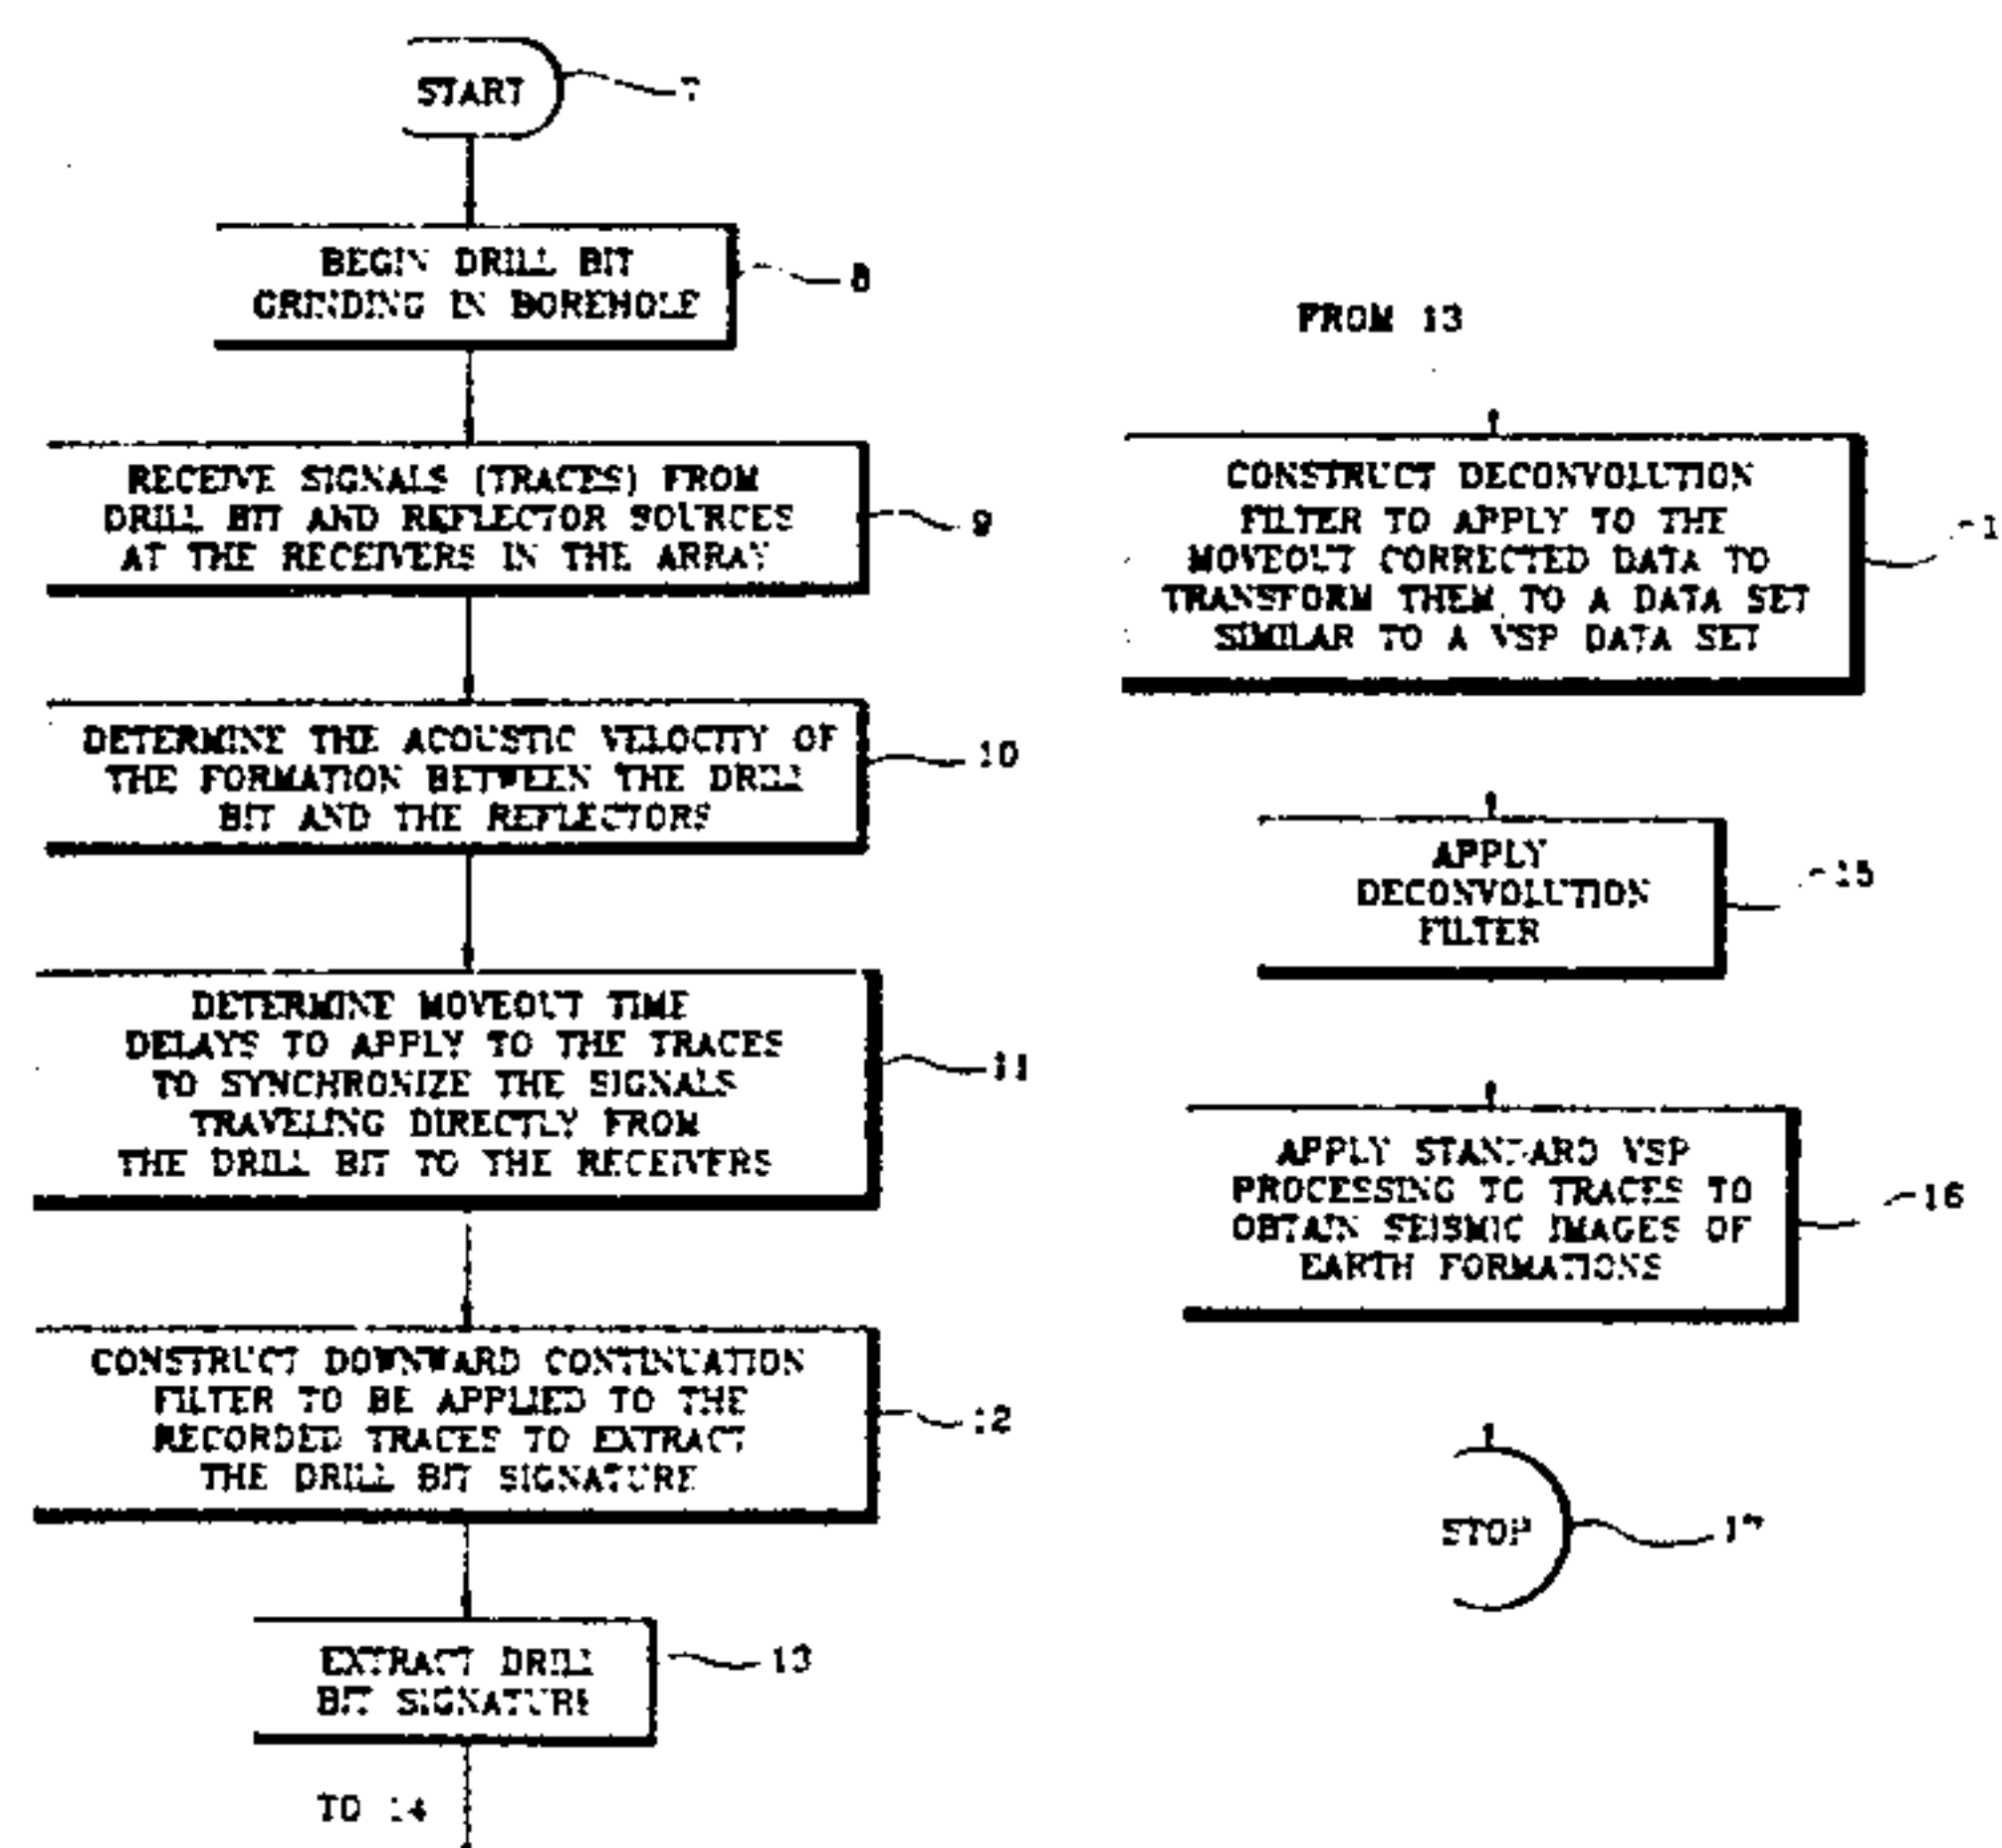 START
7
BEGIN DRILL BIT
GRINDING IN BOREHOLE
8
RECEIVE SIGNALS (TRACES) FROM
DRILL BIT AND REFLECTOR SOURCES
AT THE RECEIVERS IN THE ARRAY
9
DETERMINE THE ACOUSTIC VELOCITY OF
THE FORMATION BETWEEN THE DRILL
BIT AND THE REFLECTORS
10
DETERMINE MOVEOUT TIME
DELAYS TO APPLY TO THE TRACES
TO SYNCHRONIZE THE SIGNALS
TRAVELING DIRECTLY FROM
THE DRILL BIT TO THE RECEIVERS
11
CONSTRUCT DOWNWARD CONTINUATION
FILTER TO BE APPLIED TO THE
RECORDED TRACES TO EXTRACT
THE DRILL BIT SIGNATURE
12
EXTRACT DRILL
BIT SIGNATURE
13
TO 14
FROM 13
CONSTRUCT DECONVOLUTION
FILTER TO APPLY TO THE
MOVEOUT CORRECTED DATA TO
TRANSFORM THEM TO A DATA SET
SIMILAR TO A VSP DATA SET
1
APPLY
DECONVOLUTION
FILTER
15
APPLY STANDARD VSP
PROCESSING TO TRACES TO
OBTAIN SEISMIC IMAGES OF
EARTH FORMATIONS
16
STOP
17